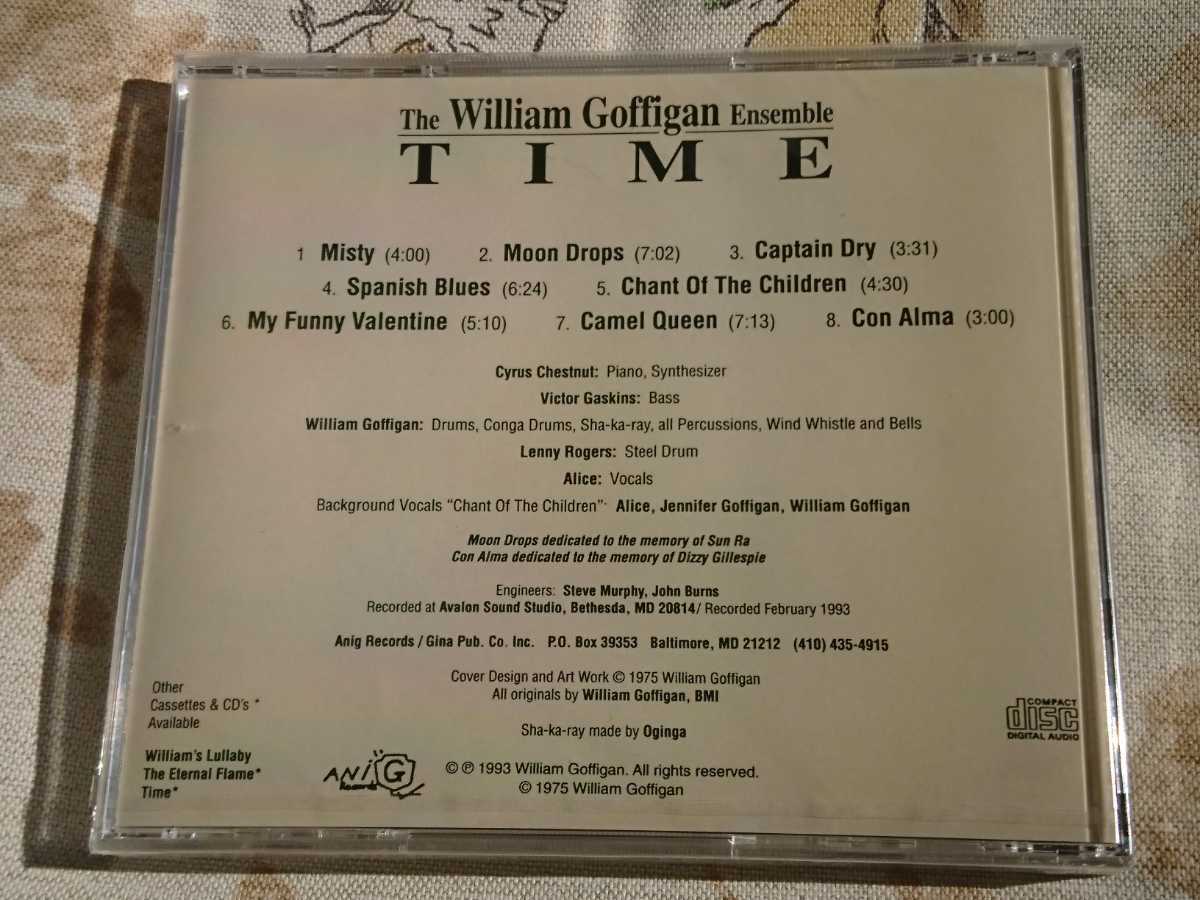 The William Goffigan Ensemble
TIME
1 Misty (4:00) 2. Moon Drops (7:02) 3. Captain Dry (3:31)
4. Spanish Blues (6:24) 5. Chant Of The Children (4:30)
6. My Funny Valentine (5:10) 7. Camel Queen (7:13) 8. Con Alma (3:00)
Cyrus Chestnut: Piano, Synthesizer
Victor Gaskins: Bass
William Goffigan: Drums, Conga Drums, Sha-ka-ray, all Percussions, Wind Whistle and Bells
Lenny Rogers: Steel Drum
Alice: Vocals
Background Vocals "Chant Of The Children": Alice, Jennifer Goffigan, William Goffigan
Moon Drops dedicated to the memory of Sun Ra
Con Alma dedicated to the memory of Dizzy Gillespie
Engineers: Steve Murphy, John Burns
Recorded at Avalon Sound Studio, Bethesda, MD 20814/ Recorded February 1993
Anig Records / Gina Pub. Co. Inc. P.O. Box 39353 Baltimore, MD 21212 (410) 435-4915
Cover Design and Art Work © 1975 William Goffigan
All originals by William Goffigan, BMI
Sha-ka-ray made by Oginga
Other
Cassettes & CD's *
Available
William's Lullaby
The Eternal Flame*
Time*
ANiG
Records
© ℗ 1993 William Goffigan. All rights reserved.
© 1975 William Goffigan
COMPACT
disc
DIGITAL AUDIO